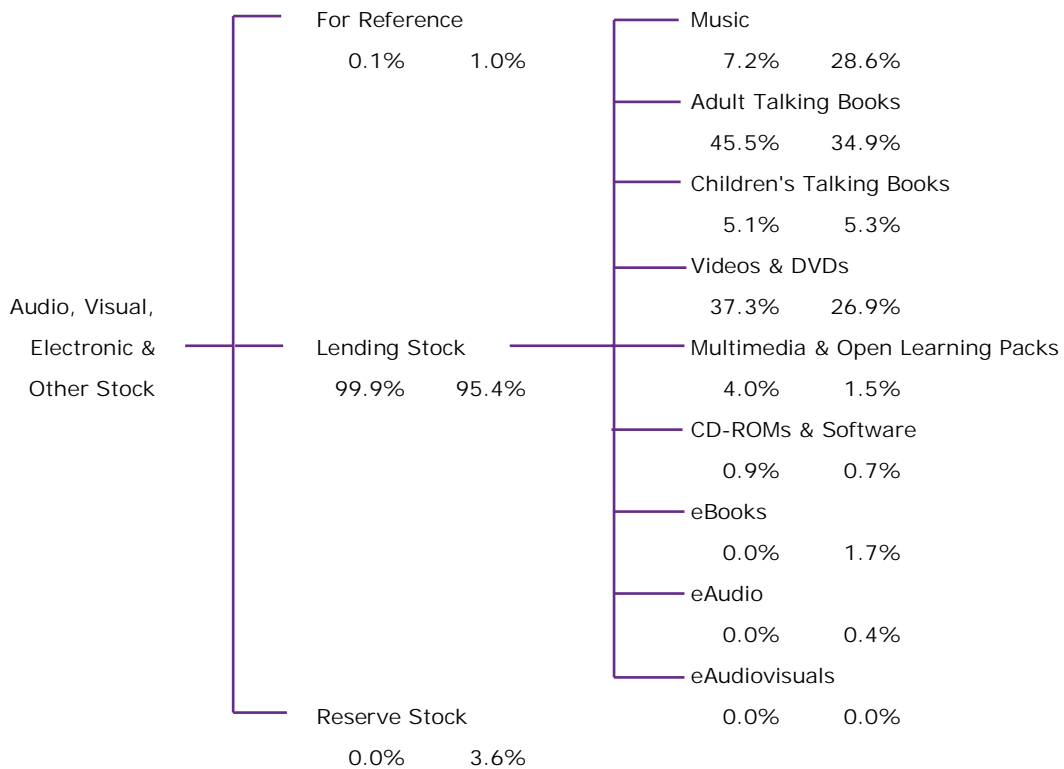 For Reference
0.1% 1.0%
Audio, Visual,
Electronic &
Other Stock
Lending Stock
99.9% 95.4%
Reserve Stock
0.0% 3.6%
Music
7.2% 28.6%
Adult Talking Books
45.5% 34.9%
Children's Talking Books
5.1% 5.3%
Videos & DVDs
37.3% 26.9%
Multimedia & Open Learning Packs
4.0% 1.5%
CD-ROMs & Software
0.9% 0.7%
eBooks
0.0% 1.7%
eAudio
0.0% 0.4%
eAudiovisuals
0.0% 0.0%